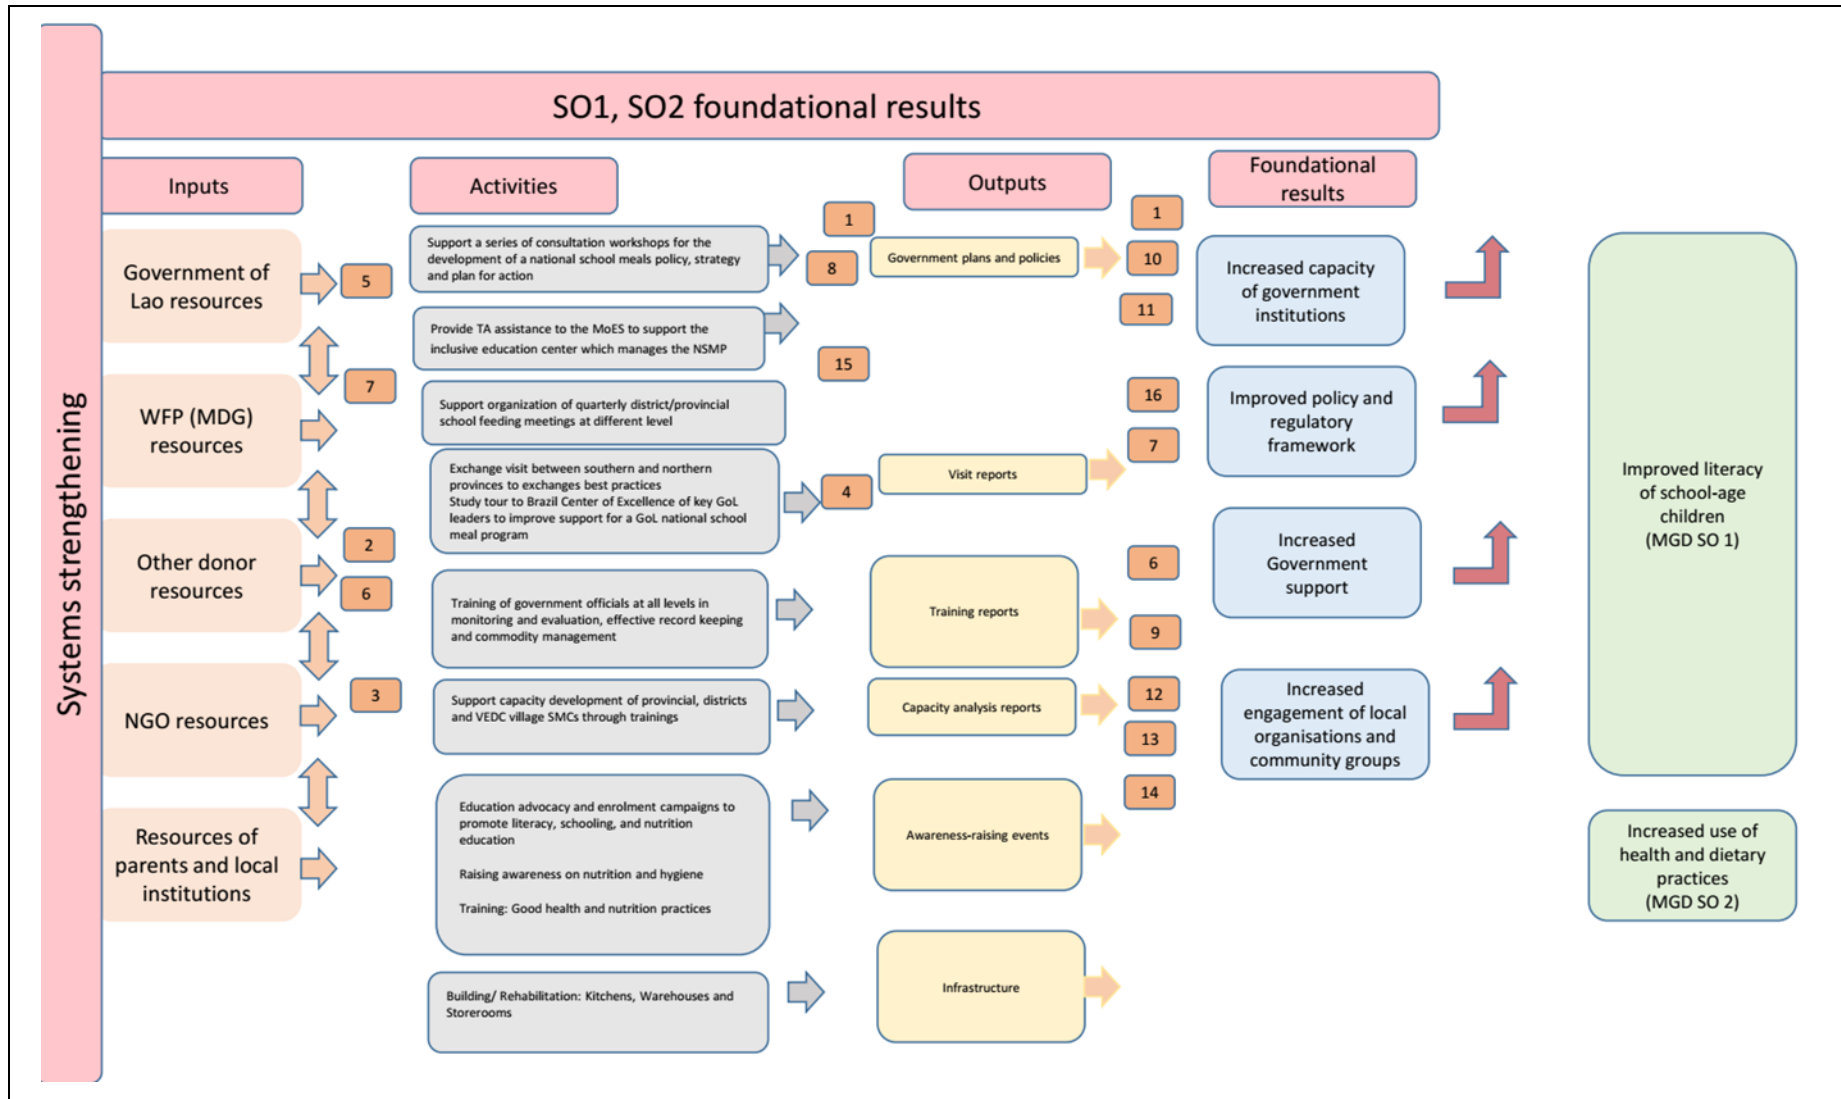 Systems strengthening
SO1, SO2 foundational results
Inputs
Activities
Outputs
Foundational
results
Government of
Lao resources
WFP (MDG)
resources
Other donor
resources
NGO resources
Resources of
parents and local
institutions
5
7
2
6
3
Support a series of consultation workshops for the
development of a national school meals policy, strategy
and plan for action
Provide TA assistance to the MoES to support the
inclusive education center which manages the NSMP
Support organization of quarterly district/provincial
school feeding meetings at different level
Exchange visit between southern and northern
provinces to exchanges best practices
Study tour to Brazil Center of Excellence of key GoL
leaders to improve support for a GoL national school
meal program
Training of government officials at all levels in
monitoring and evaluation, effective record keeping
and commodity management
Support capacity development of provincial, districts
and VEDC village SMCs through trainings
Education advocacy and enrolment campaigns to
promote literacy, schooling, and nutrition
education
Raising awareness on nutrition and hygiene
Training: Good health and nutrition practices
Building/ Rehabilitation: Kitchens, Warehouses and
Storerooms
1
8
15
4
Government plans and policies
Visit reports
Training reports
Capacity analysis reports
Awareness-raising events
Infrastructure
1
10
11
16
7
6
9
12
13
14
Increased capacity
of government
institutions
Improved policy and
regulatory
framework
Increased
Government
support
Increased
engagement of local
organisations and
community groups
Improved literacy
of school-age
children
(MGD SO 1)
Increased use of
health and dietary
practices
(MGD SO 2)